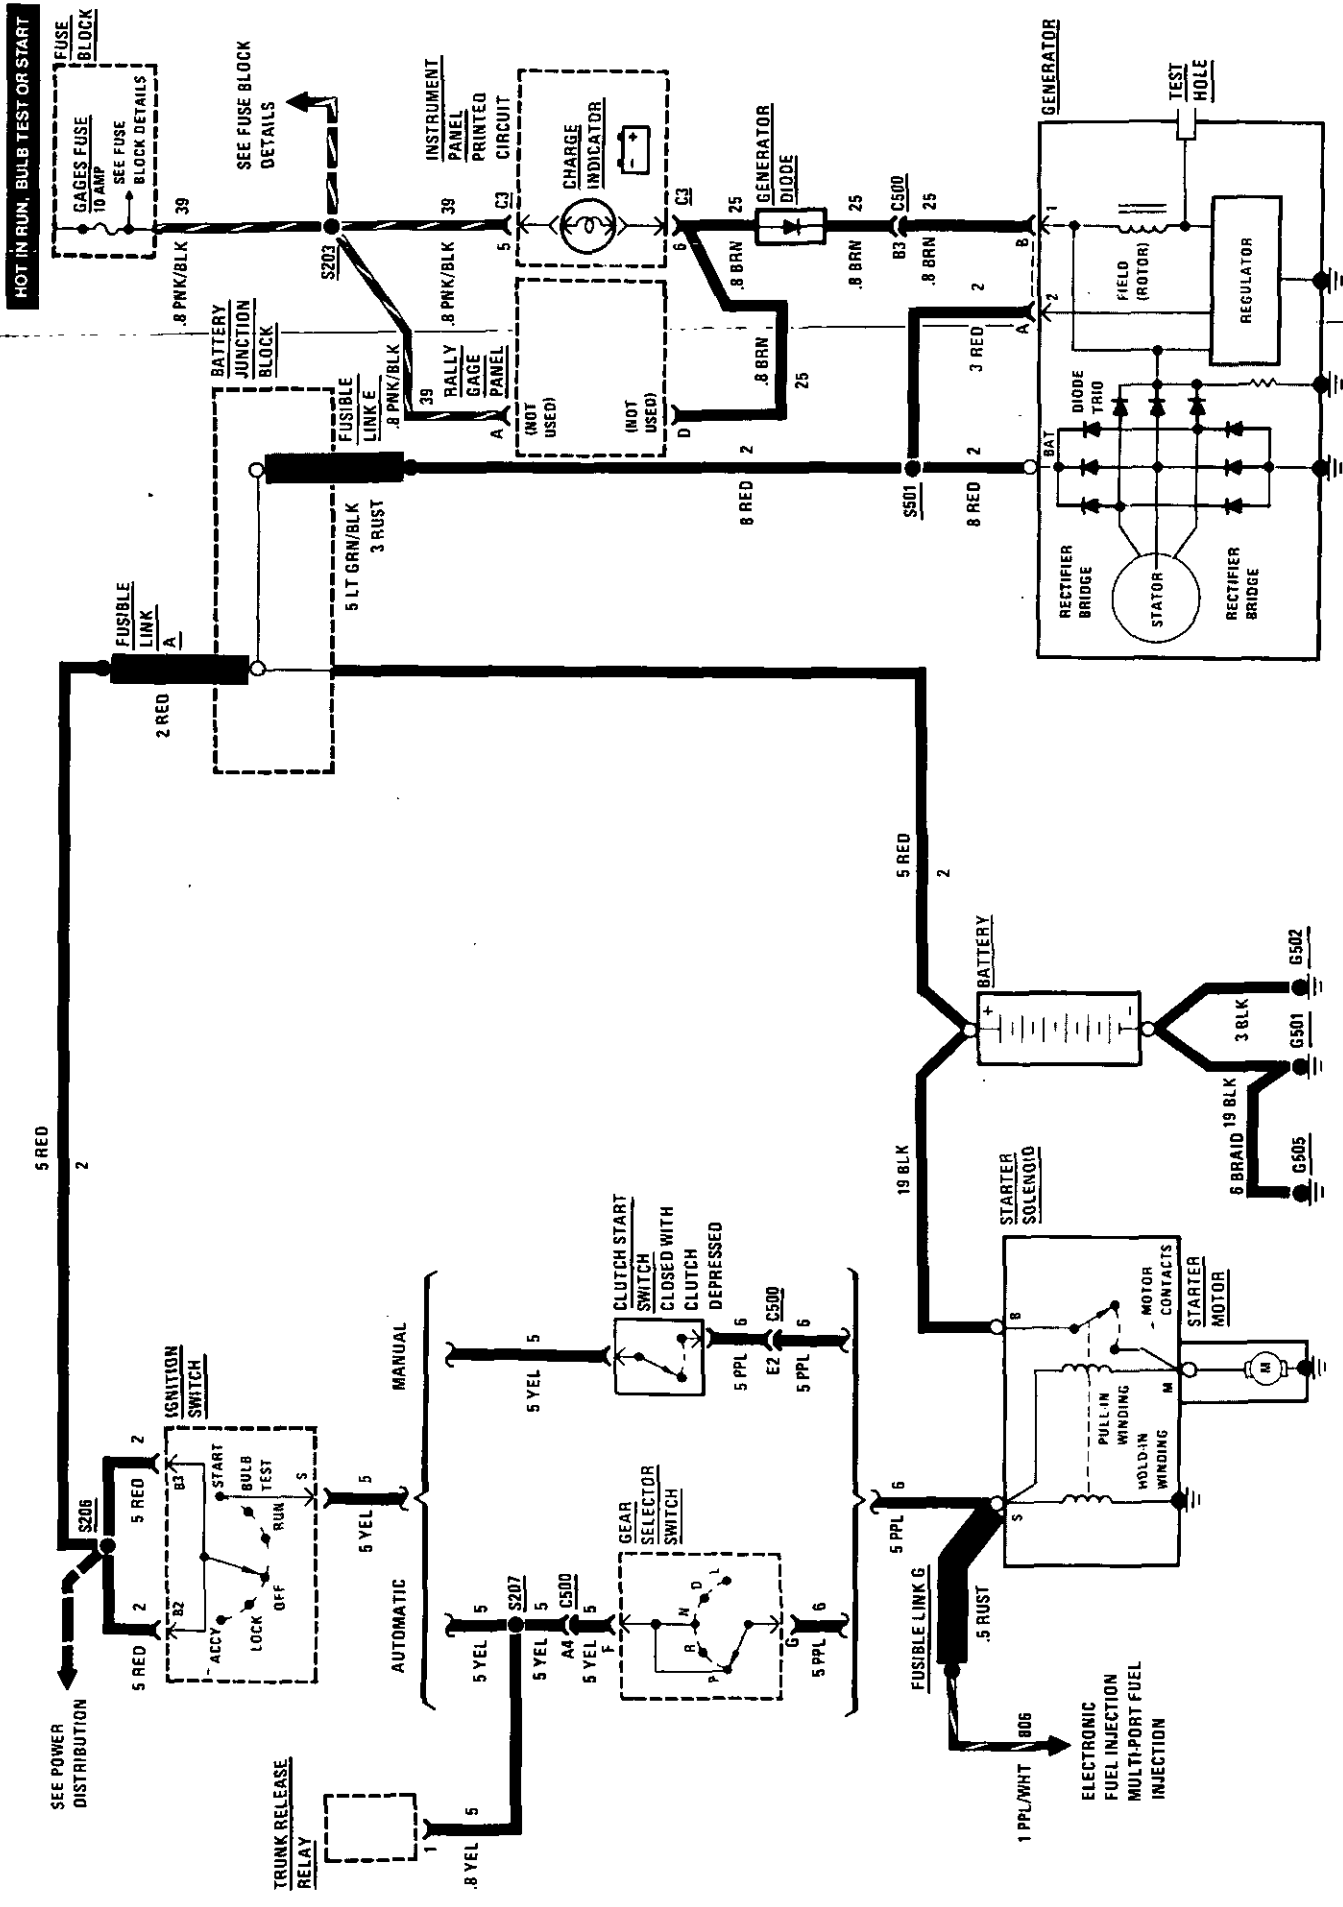 HOT IN RUN, BULB TEST OR START
FUSE
BLOCK
GAGES FUSE
10 AMP
SEE FUSE
BLOCK DETAILS
39
.8 PNK/BLK
SEE FUSE BLOCK
DETAILS
S203
39
.8 PNK/BLK
.8 PNK/BLK
39
INSTRUMENT
PANEL
PRINTED
CIRCUIT
C3
5
CHARGE
INDICATOR
- +
C3
6
RALLY
GAGE
PANEL
A
(NOT
USED)
(NOT
USED)
D
.8 BRN
25
25
.8 BRN
GENERATOR
DIODE
25
.8 BRN
C500
B3
25
.8 BRN
GENERATOR
TEST
HOLE
B
1
A
2
FIELD
(ROTOR)
REGULATOR
DIODE
TRIO
BAT
RECTIFIER
BRIDGE
STATOR
RECTIFIER
BRIDGE
2
3 RED
S501
2
8 RED
2
8 RED
BATTERY
JUNCTION
BLOCK
FUSIBLE
LINK E
5 LT GRN/BLK
3 RUST
FUSIBLE
LINK
A
2 RED
5 RED
2
5 RED
2
BATTERY
+
-
3 BLK
G502
19 BLK
G501
6 BRAID
G505
19 BLK
STARTER
SOLENOID
B
MOTOR
CONTACTS
STARTER
MOTOR
M
M
PULL-IN
WINDING
HOLD-IN
WINDING
S
S206
SEE POWER
DISTRIBUTION
2
5 RED
2
5 RED
IGNITION
SWITCH
B3
B2
START
BULB
TEST
RUN
OFF
LOCK
ACCY
S
5
5 YEL
MANUAL
AUTOMATIC
5
5 YEL
CLUTCH START
SWITCH
CLOSED WITH
CLUTCH
DEPRESSED
6
5 PPL
C500
E2
6
5 PPL
5
5 YEL
S207
5
5 YEL
C500
A4
5
5 YEL
F
GEAR
SELECTOR
SWITCH
P
R
N
D
L
G
6
5 PPL
6
5 PPL
TRUNK RELEASE
RELAY
1
5
.8 YEL
FUSIBLE LINK G
.5 RUST
806
1 PPL/WHT
ELECTRONIC
FUEL INJECTION
MULTI-PORT FUEL
INJECTION